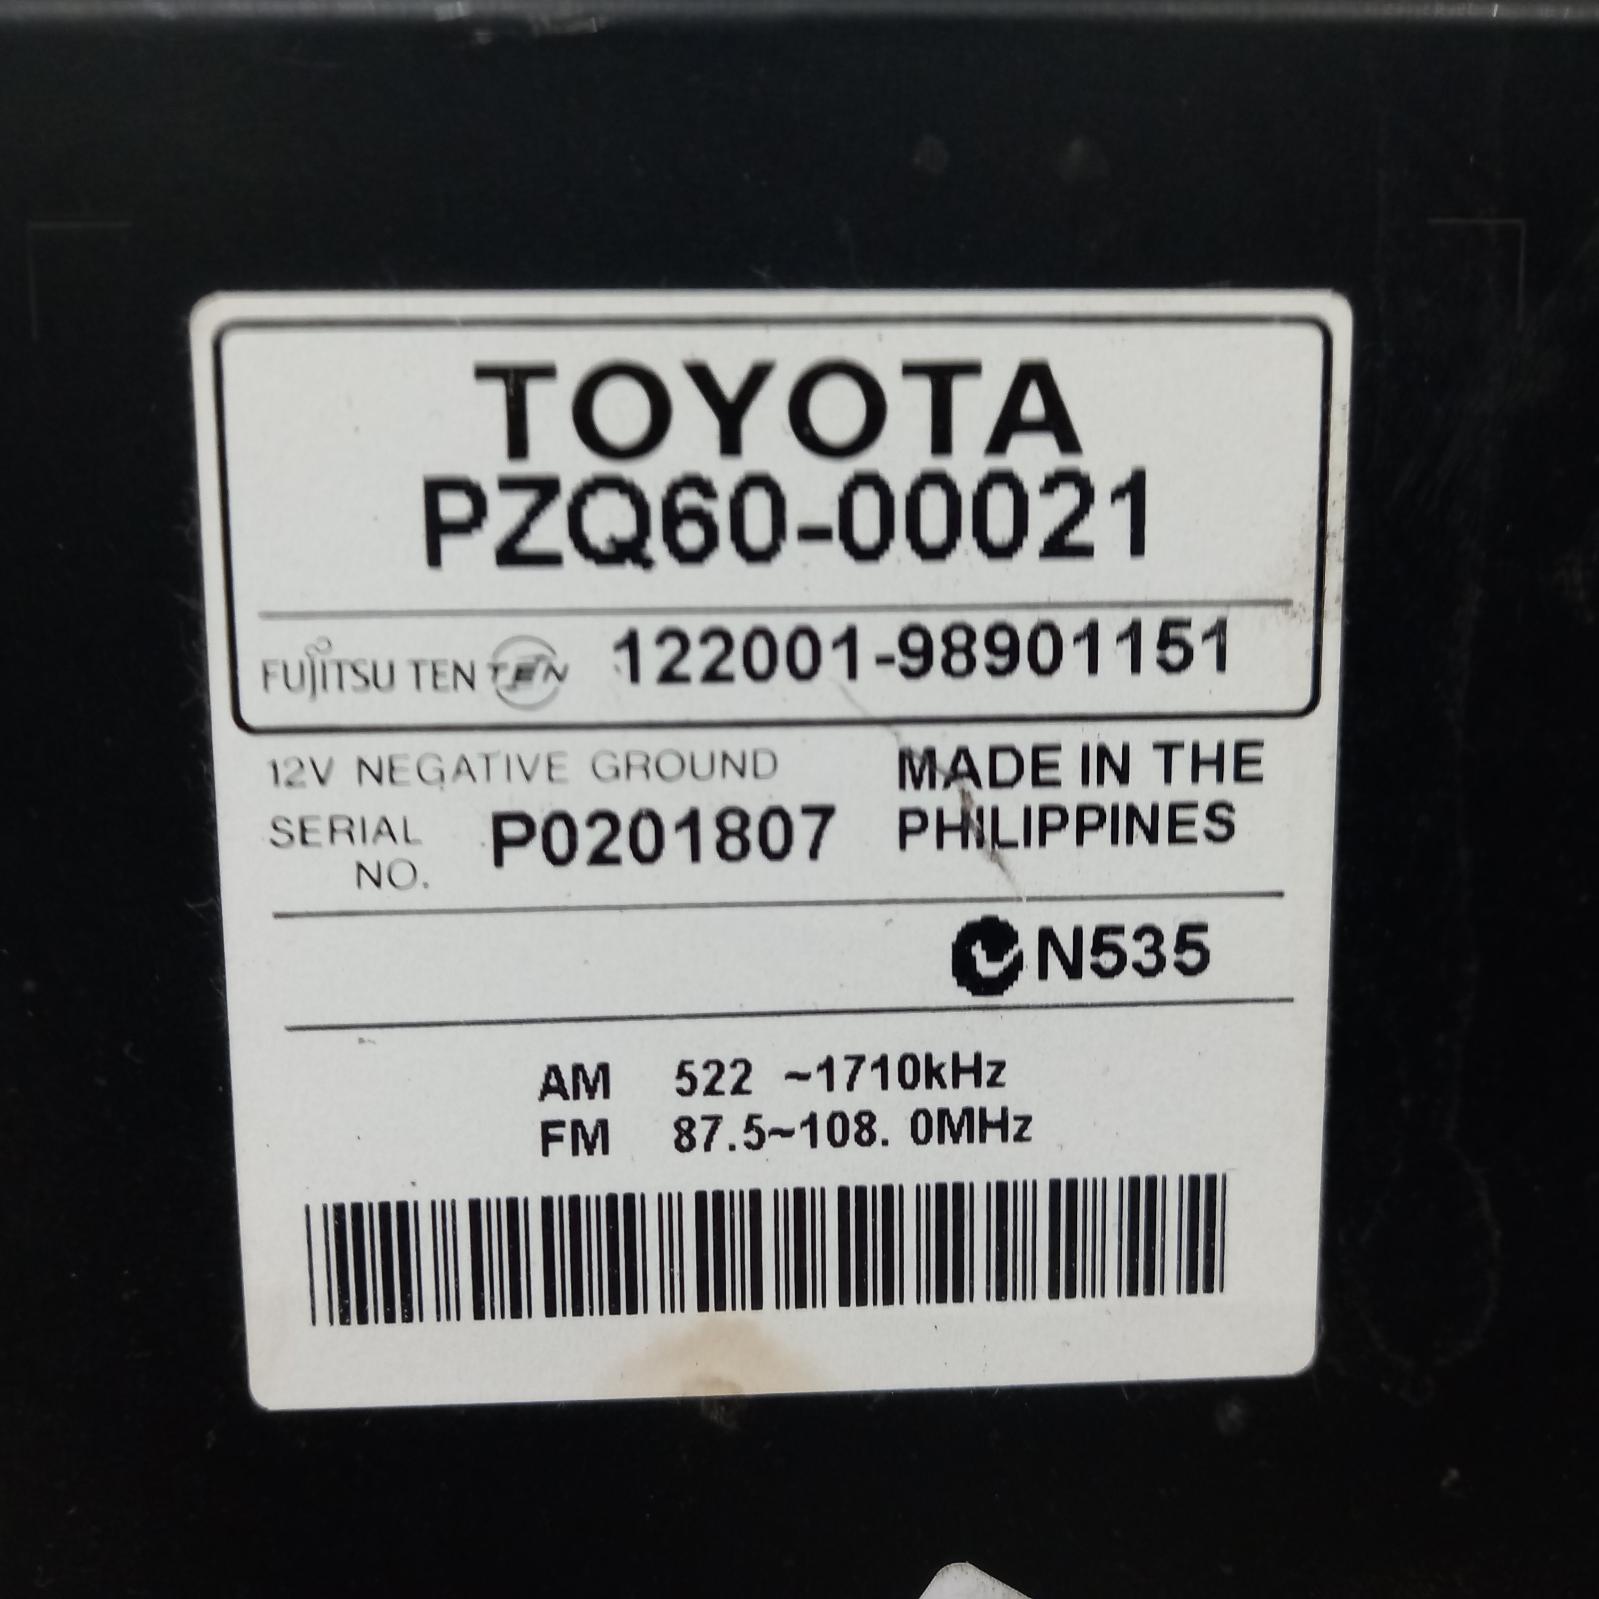 TOYOTA
PZQ60-00021
FUJITSU TEN TEN 122001-98901151
12V NEGATIVE GROUND
SERIAL NO. P0201807
MADE IN THE
PHILIPPINES
N535
AM 522 ~1710kHz
FM 87.5~108. 0MHz